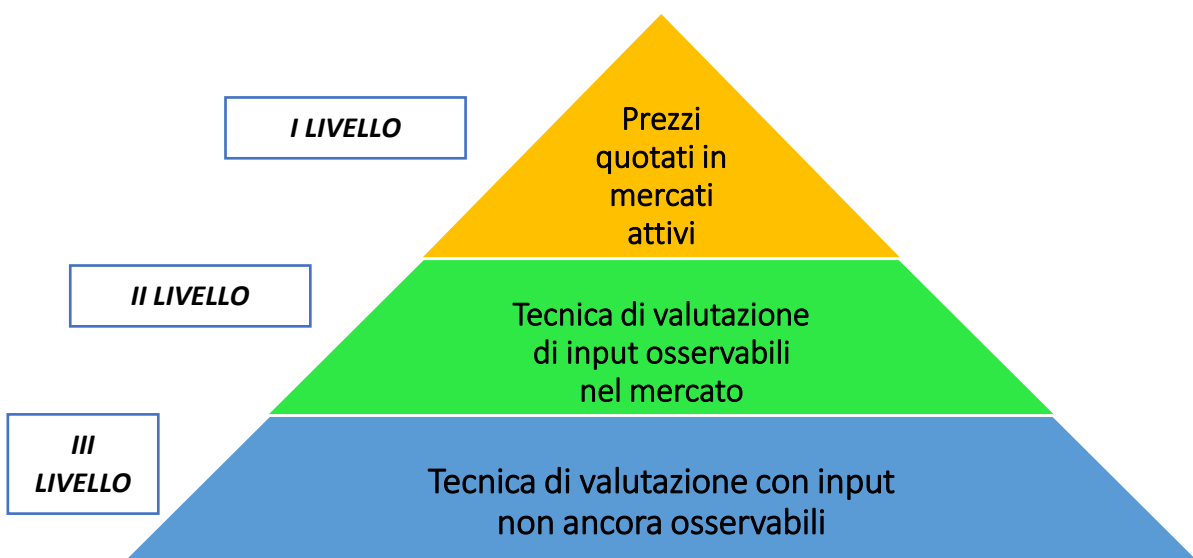 I LIVELLO
Prezzi
quotati in
mercati
attivi
II LIVELLO
Tecnica di valutazione
di input osservabili
nel mercato
III
LIVELLO
Tecnica di valutazione con input
non ancora osservabili